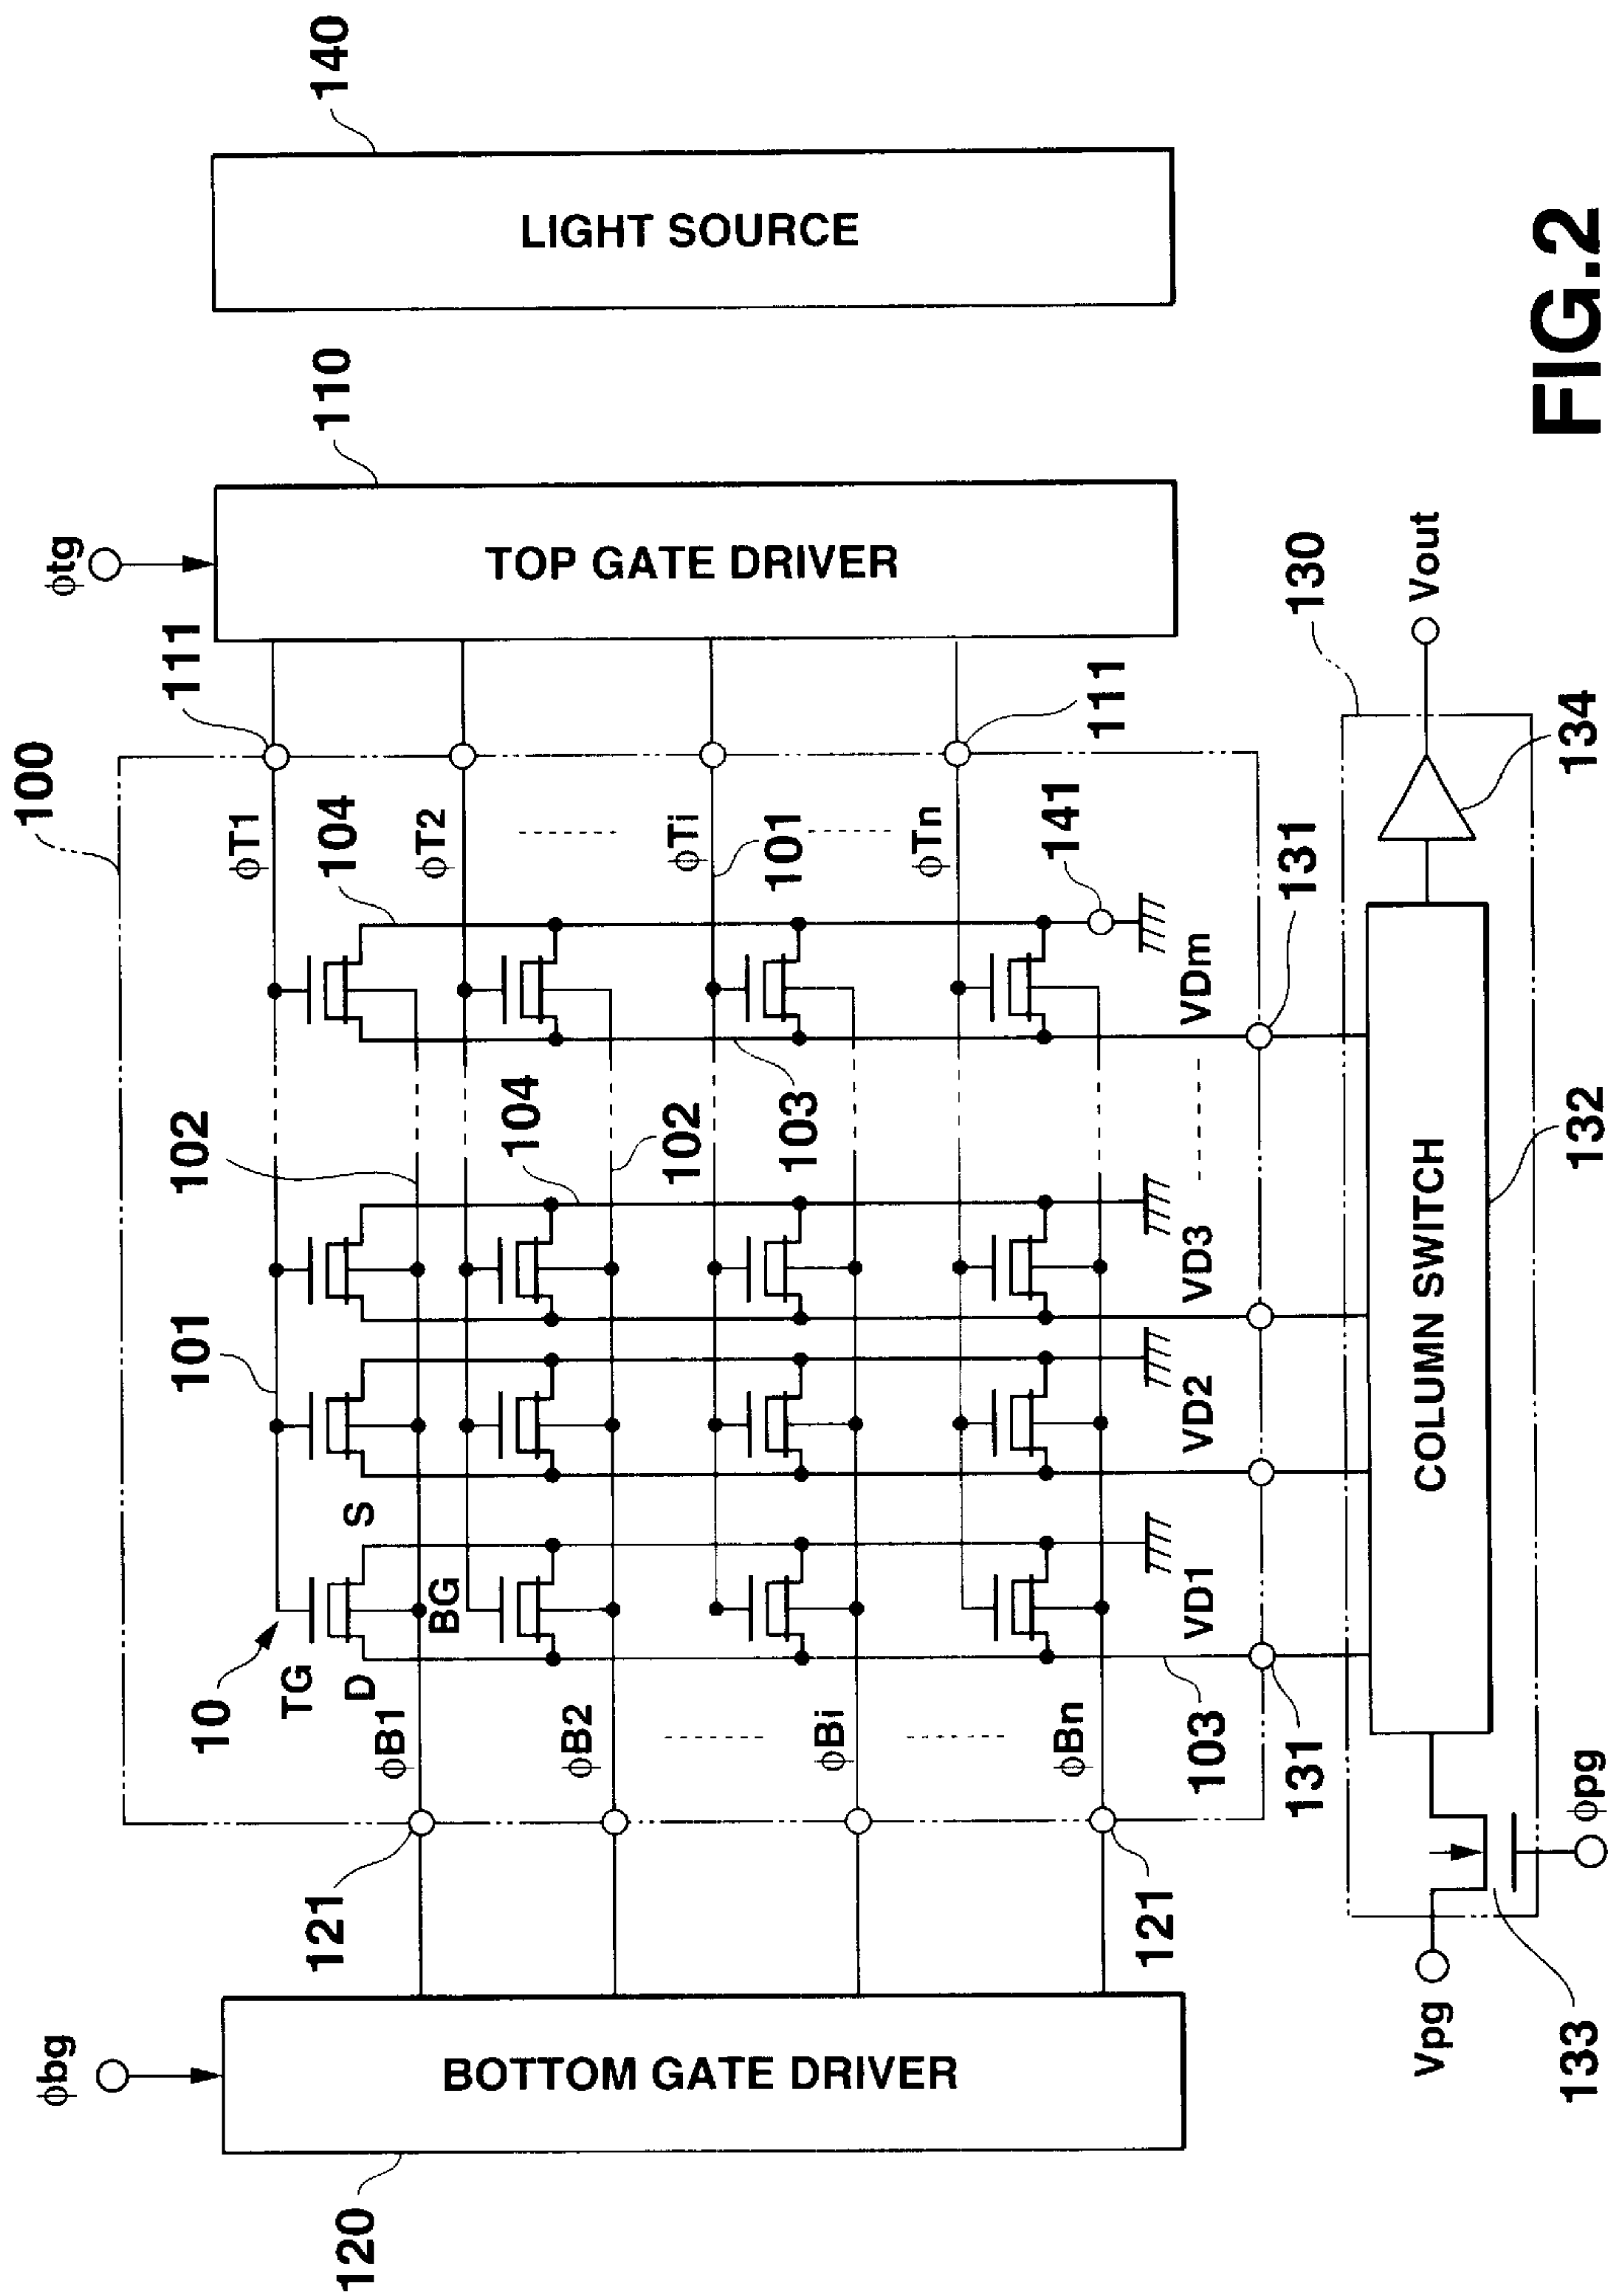 100
ϕbg
ϕtg
10
101
102
111
TG
ϕT1
120
121
D
S
104
110
140
ϕB1
BG
ϕT2
BOTTOM GATE DRIVER
TOP GATE DRIVER
LIGHT SOURCE
ϕB2
104
102
ϕTi
101
103
ϕBi
ϕTn
ϕBn
141
111
121
103
VD1
VD2
VD3
VDm
131
131
130
Vpg
COLUMN SWITCH
Vout
133
ϕpg
132
134
FIG.2